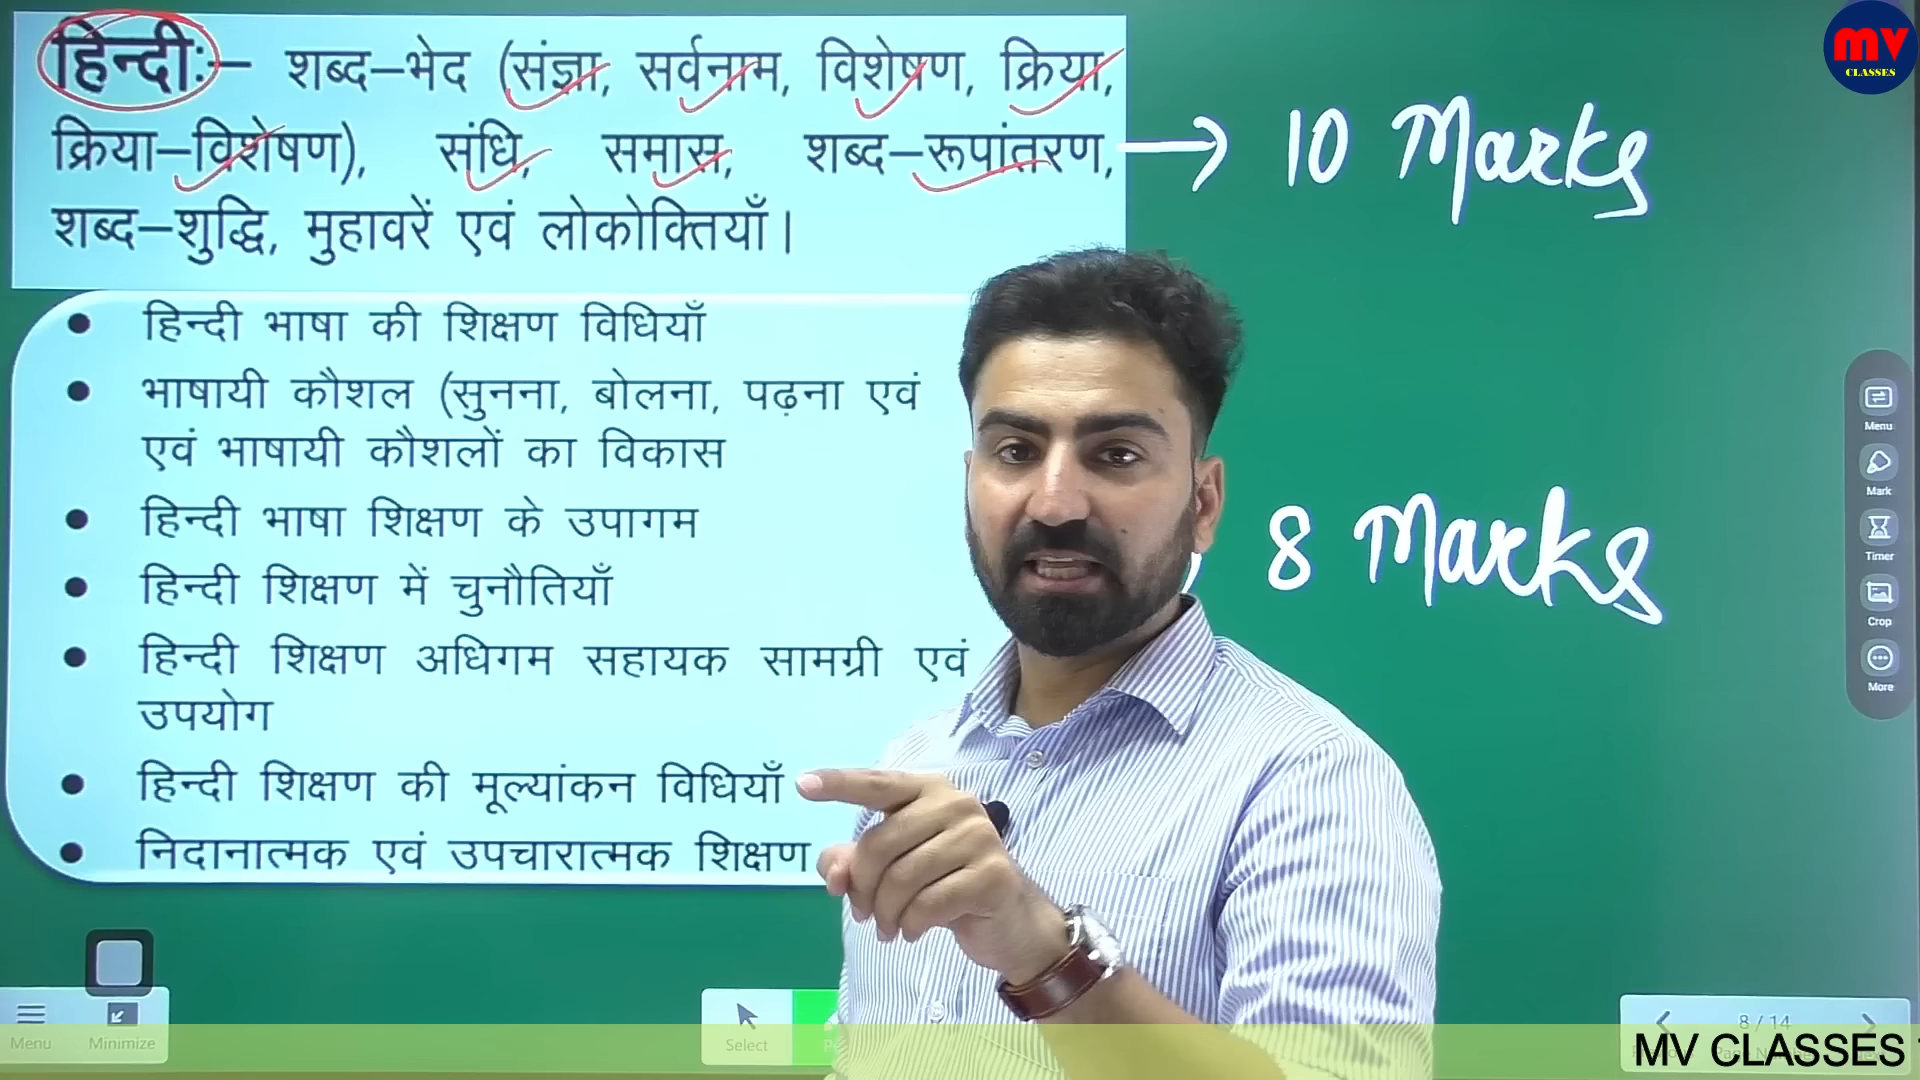 हिन्दीः– शब्द–भेद (संज्ञा, सर्वनाम, विशेषण, क्रिया,
क्रिया–विशेषण), संधि, समास, शब्द–रूपांतरण,
शब्द–शुद्धि, मुहावरें एवं लोकोक्तियाँ।
→ 10 Marks
हिन्दी भाषा की शिक्षण विधियाँ
भाषायी कौशल (सुनना, बोलना, पढ़ना एवं
एवं भाषायी कौशलों का विकास
हिन्दी भाषा शिक्षण के उपागम
हिन्दी शिक्षण में चुनौतियाँ
हिन्दी शिक्षण अधिगम सहायक सामग्री एवं
उपयोग
हिन्दी शिक्षण की मूल्यांकन विधियाँ
निदानात्मक एवं उपचारात्मक शिक्षण
8 Marks
MV
CLASSES
Menu
Mark
Timer
Crop
More
Menu
Minimize
Select
8 / 14
MV CLASSES